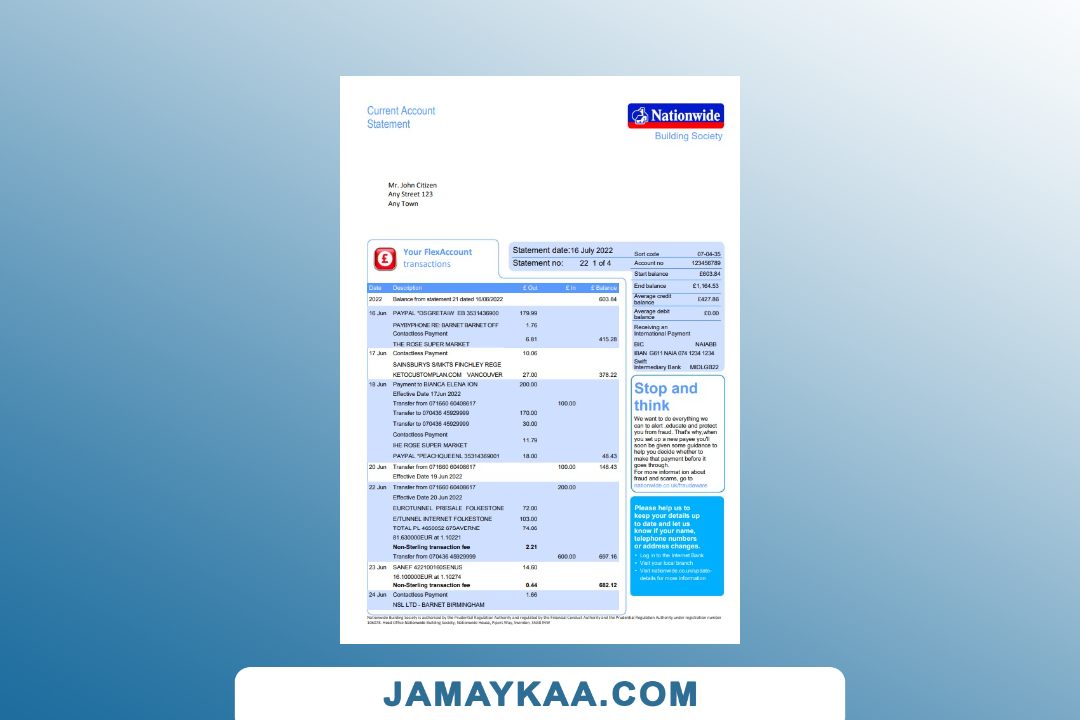 Current Account
Statement
Nationwide
Building Society
Mr. John Citizen
Any Street 123
Any Town
£
Your FlexAccount
transactions
Statement date:16 July 2022
Statement no: 22 1 of 4
Sort code 07-04-35
Account no 123456789
Start balance £603.84
End balance £1,164.53
Average credit
balance £427.86
Average debit
balance £0.00
Receiving an
International Payment
BIC NAIABB
IBAN G611 NAIA 074 1234 1234
Swift
Intermediary Bank MIDLGB22
Date Description £ Out £ In £ Balance
2022 Balance from statement 21 dated 16/06/2022 603.84
16 Jun PAYPAL *DSGRETAIW EB 3531436900 179.99
PAYBYPHONE RE: BARNET BARNET OFF 1.76
Contactless Payment
6.81 415.28
THE ROSE SUPER MARKET
17 Jun Contactless Payment 10.06
SAINSBURYS S/MKTS FINCHLEY REGE
KETOCUSTOMPLAN.COM VANCOUVER 27.00 378.22
18 Jun Payment to BIANCA ELENA ION 200.00
Effective Date 17Jun 2022
Transfer from 071660 60408617 100.00
Transfer to 070436 45929999 170.00
Transfer to 070436 45929999 30.00
Contactless Payment
11.79
IHE ROSE SUPER MARKET
PAYPAL *PEACHQUEENL 35314369001 18.00 48.43
20 Jun Transfer from 071660 60408617 100.00 148.43
Effective Date 19 Jun 2022
22 Jun Transfer from 071660 60408617 200.00
Effective Date 20 Jun 2022
EUROTUNNEL PRESALE FOLKESTONE 72.00
E/TUNNEL INTERNET FOLKESTONE 103.00
TOTAL PL 4650052 67SAVERNE 74.06
81.630000EUR at 1.10221
Non-Sterling transaction fee 2.21
Transfer from 070436 45929999 600.00 697.16
23 Jun SANEF 422100160SENUS 14.60
16.100000EUR at 1.10274
Non-Sterling transaction fee 0.44 682.12
24 Jun Contactless Payment 1.66
NSL LTD - BARNET BIRMINGHAM
Stop and
think
We want to do everything we
can to alert ,educate and protect
you from fraud. That's why,when
you set up a new payee you'll
soon be given some guidance to
help you decide whether to
make that payment before it
goes through.
For more information about
fraud and scams, go to
nationwide.co.uk/fraudaware
Please help us to
keep your details up
to date and let us
know if your name,
telephone numbers
or address changes.
• Log in to the Internet Bank
• Visit your local branch
• Visit nationwide.co.uk/update-
details for more information
Nationwide Building Society is authorised by the Prudential Regulation Authority and regulated by the Financial Conduct Authority and the Prudential Regulation Authority under registration number
106078. Head Office Nationwide Building Society, Nationwide House, Pipers Way, Swindon, SN38 1NW
JAMAYKAA.COM